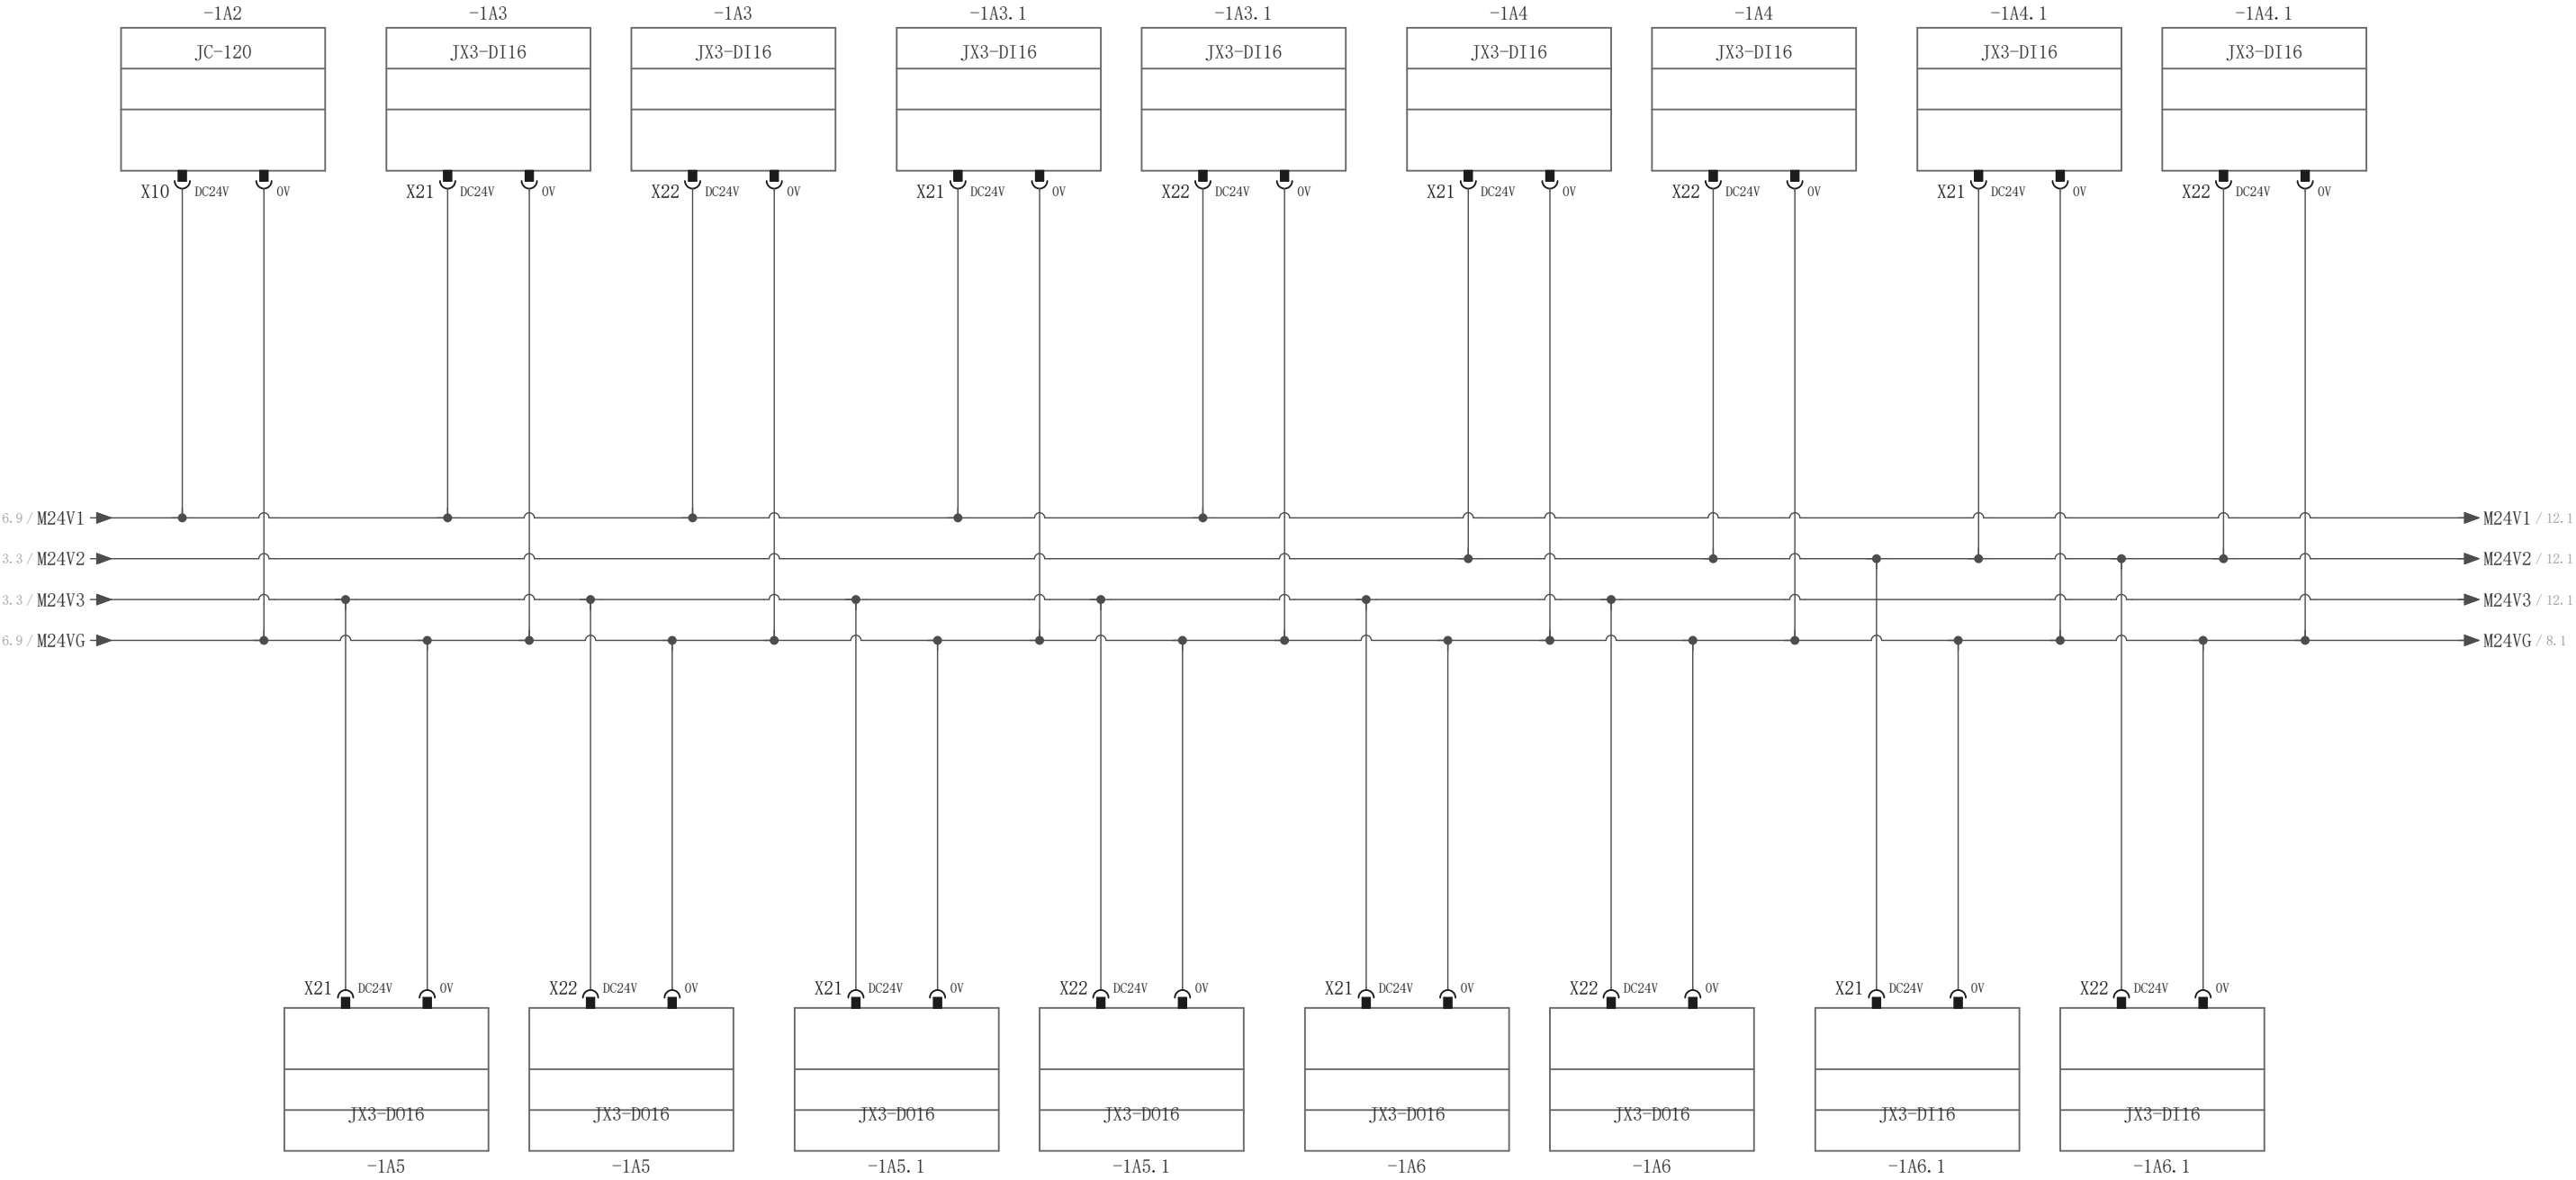 -1A2 -1A3 -1A3 -1A3.1 -1A3.1 -1A4 -1A4 -1A4.1 -1A4.1
JC-120 JX3-DI16 JX3-DI16 JX3-DI16 JX3-DI16 JX3-DI16 JX3-DI16 JX3-DI16 JX3-DI16
X10 DC24V 0V X21 DC24V 0V X22 DC24V 0V X21 DC24V 0V X22 DC24V 0V X21 DC24V 0V X22 DC24V 0V X21 DC24V 0V X22 DC24V 0V
6.9 / M24V1 M24V1 / 12.1
3.3 / M24V2 M24V2 / 12.1
3.3 / M24V3 M24V3 / 12.1
6.9 / M24VG M24VG / 8.1
X21 DC24V 0V X22 DC24V 0V X21 DC24V 0V X22 DC24V 0V X21 DC24V 0V X22 DC24V 0V X21 DC24V 0V X22 DC24V 0V
JX3-DO16 JX3-DO16 JX3-DO16 JX3-DO16 JX3-DO16 JX3-DO16 JX3-DI16 JX3-DI16
-1A5 -1A5 -1A5.1 -1A5.1 -1A6 -1A6 -1A6.1 -1A6.1